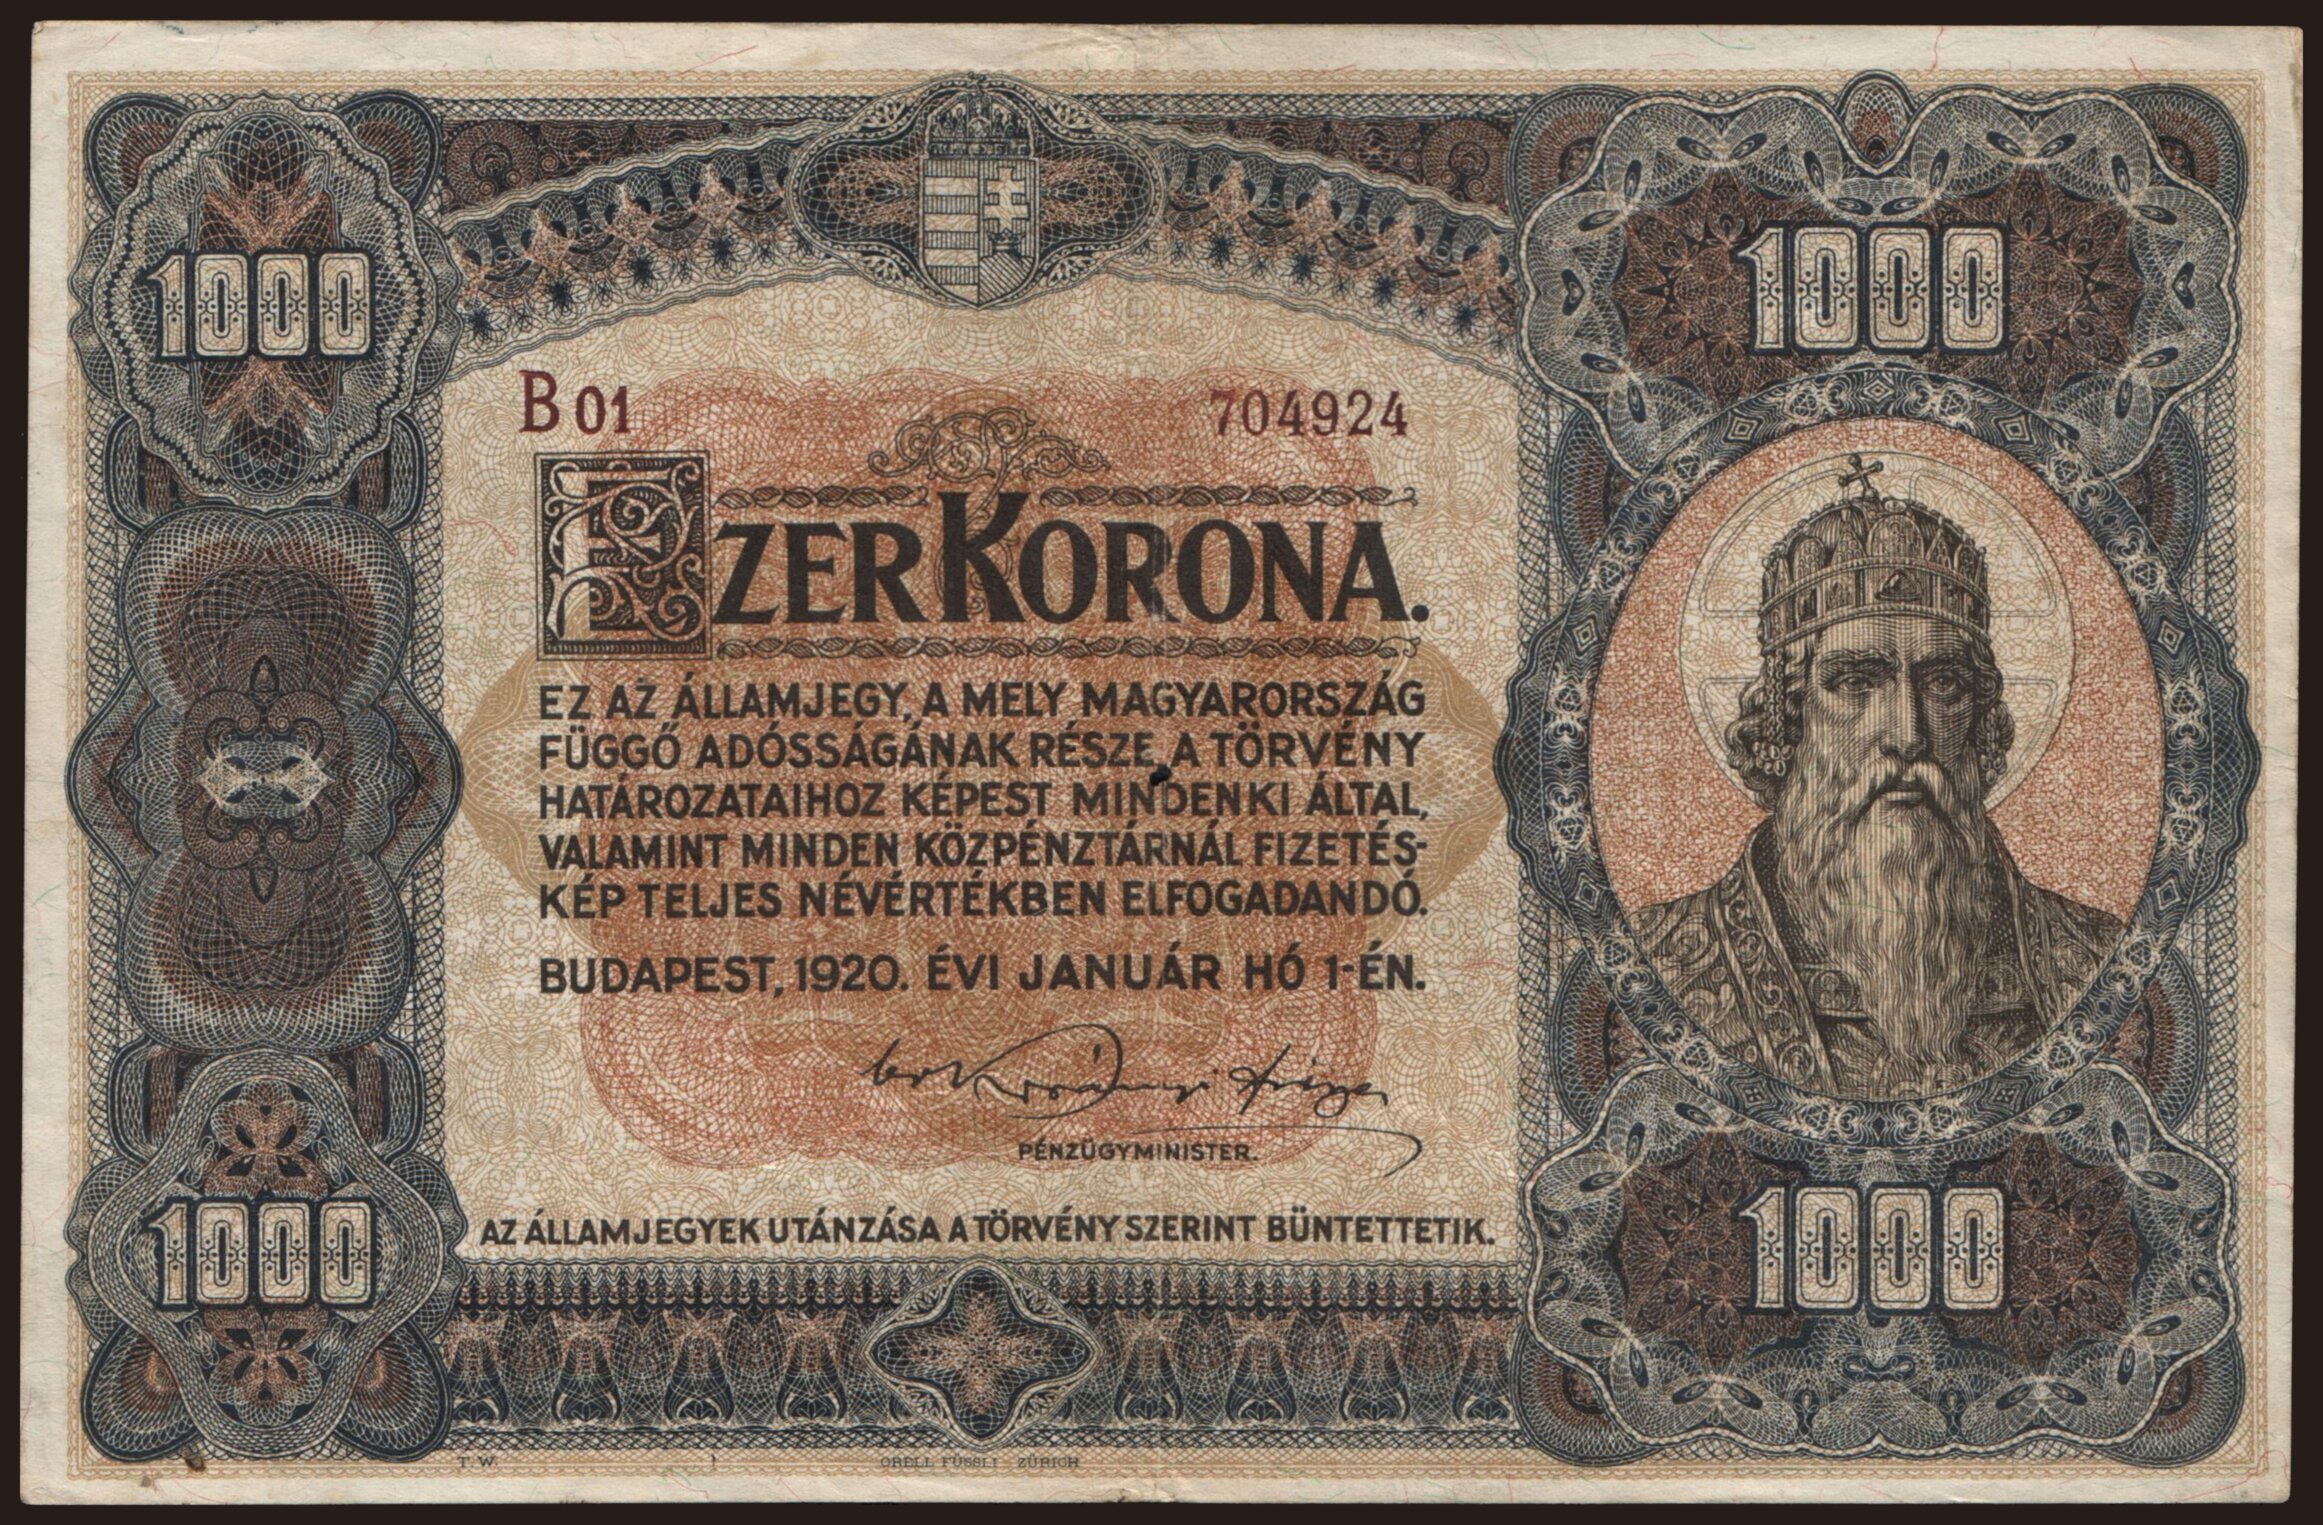 1000
1000
B 01 704924
EZER KORONA.
EZ AZ ÁLLAMJEGY, A MELY MAGYARORSZÁG
FÜGGŐ ADÓSSÁGÁNAK RÉSZE, A TÖRVÉNY
HATÁROZATAIHOZ KÉPEST MINDENKI ÁLTAL,
VALAMINT MINDEN KÖZPÉNZTÁRNÁL FIZETÉS-
KÉP TELJES NÉVÉRTÉKBEN ELFOGADANDÓ.
BUDAPEST, 1920. ÉVI JANUÁR HÓ 1-ÉN.
Korányi Frigyes
PÉNZÜGYMINISTER.
1000
1000
AZ ÁLLAMJEGYEK UTÁNZÁSA A TÖRVÉNY SZERINT BÜNTETTETIK.
T. W. ORELL FÜSSLI ZÜRICH